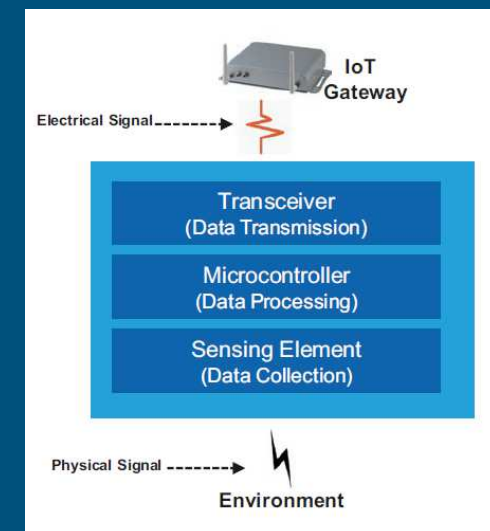 IoT
Gateway
Electrical Signal
Transceiver
(Data Transmission)
Microcontroller
(Data Processing)
Sensing Element
(Data Collection)
Physical Signal
Environment